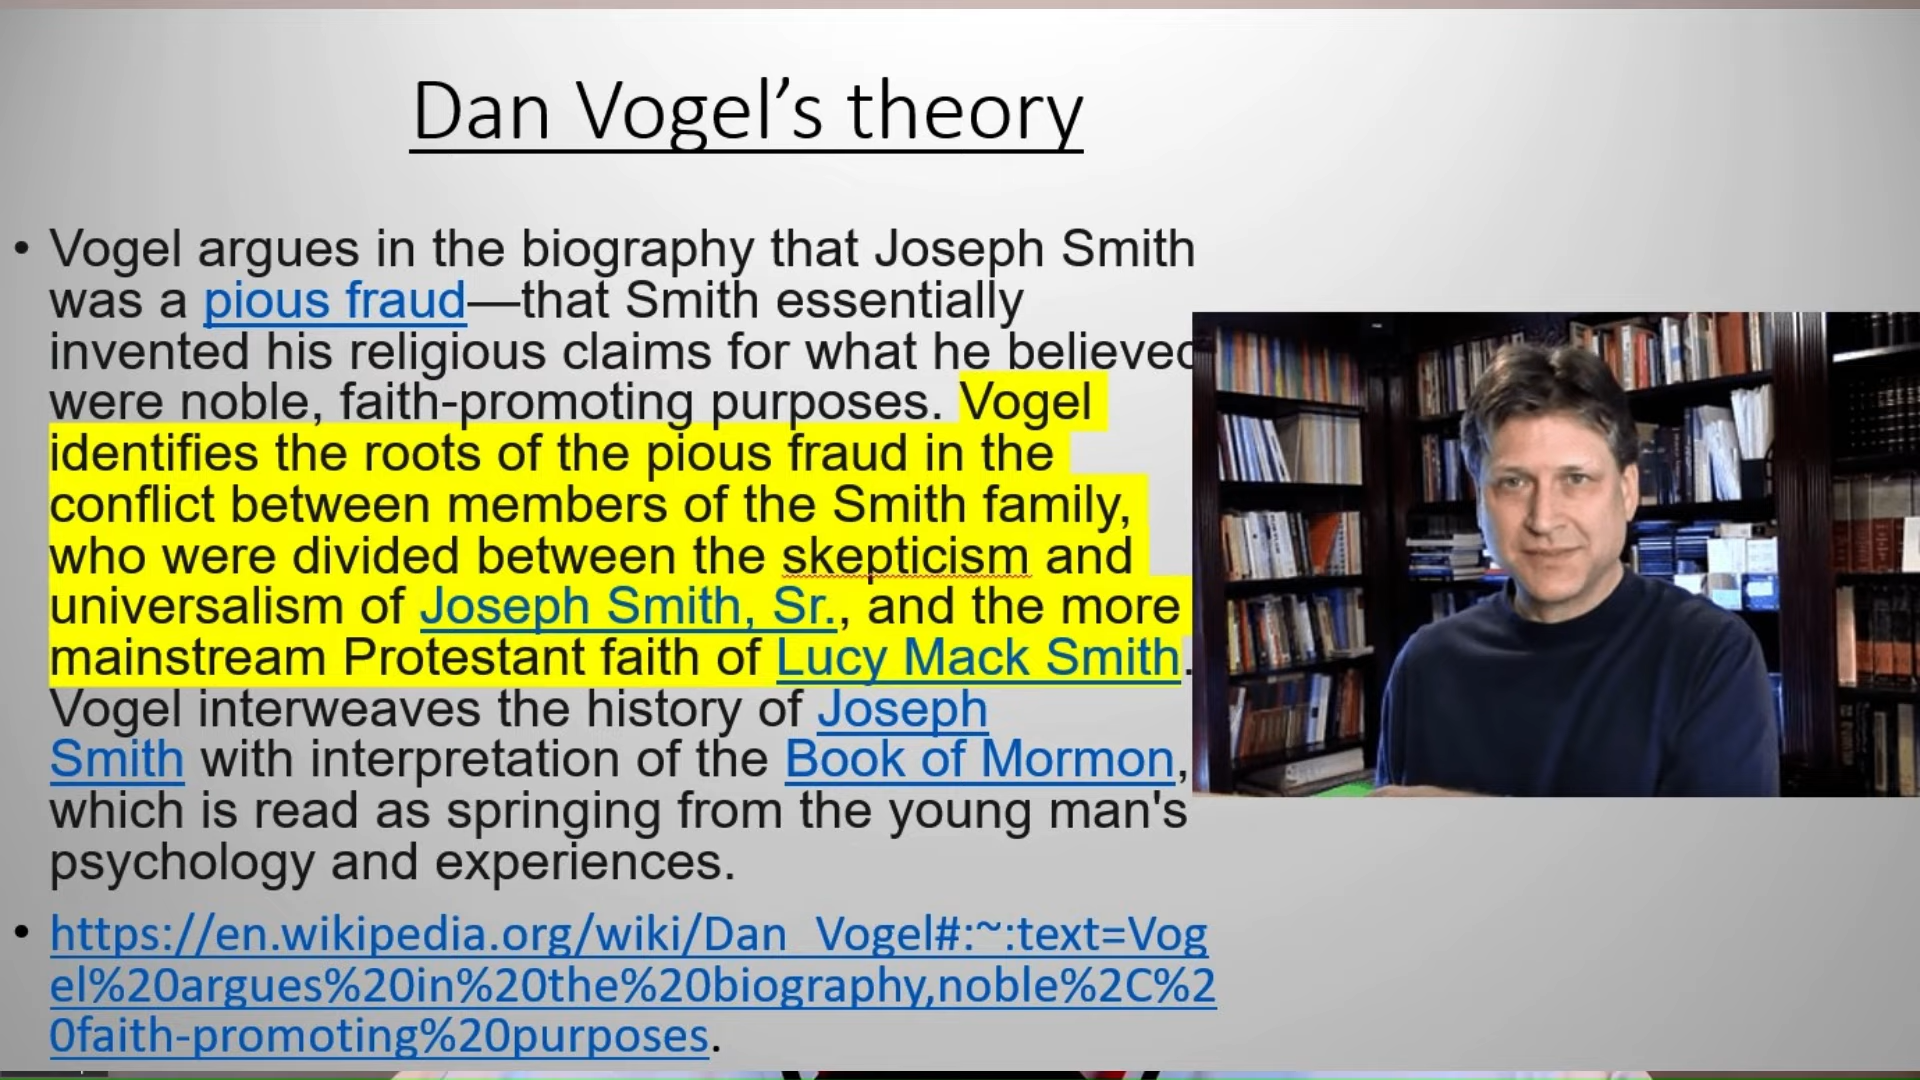 Dan Vogel’s theory
• Vogel argues in the biography that Joseph Smith
was a pious fraud—that Smith essentially
invented his religious claims for what he believed
were noble, faith-promoting purposes. Vogel
identifies the roots of the pious fraud in the
conflict between members of the Smith family,
who were divided between the skepticism and
universalism of Joseph Smith, Sr., and the more
mainstream Protestant faith of Lucy Mack Smith.
Vogel interweaves the history of Joseph
Smith with interpretation of the Book of Mormon,
which is read as springing from the young man's
psychology and experiences.
• https://en.wikipedia.org/wiki/Dan_Vogel#:~:text=Vog
el%20argues%20in%20the%20biography,noble%2C%2
0faith-promoting%20purposes.